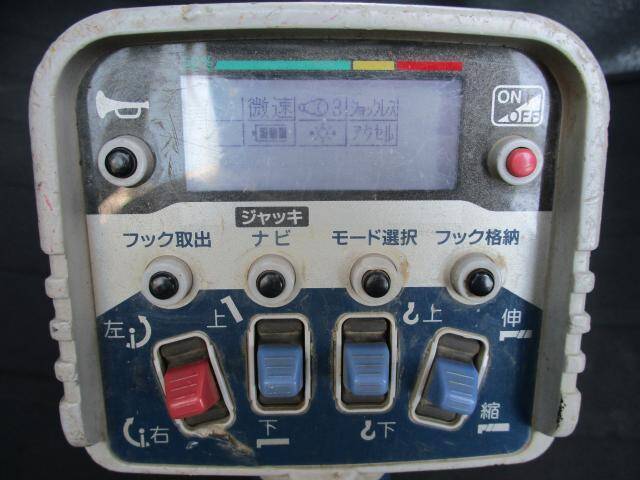 微速 3 ショックレス
アクセル
ON
OFF
ジャッキ
フック取出 ナビ モード選択 フック格納
左 上 上 伸
右 下 下 縮